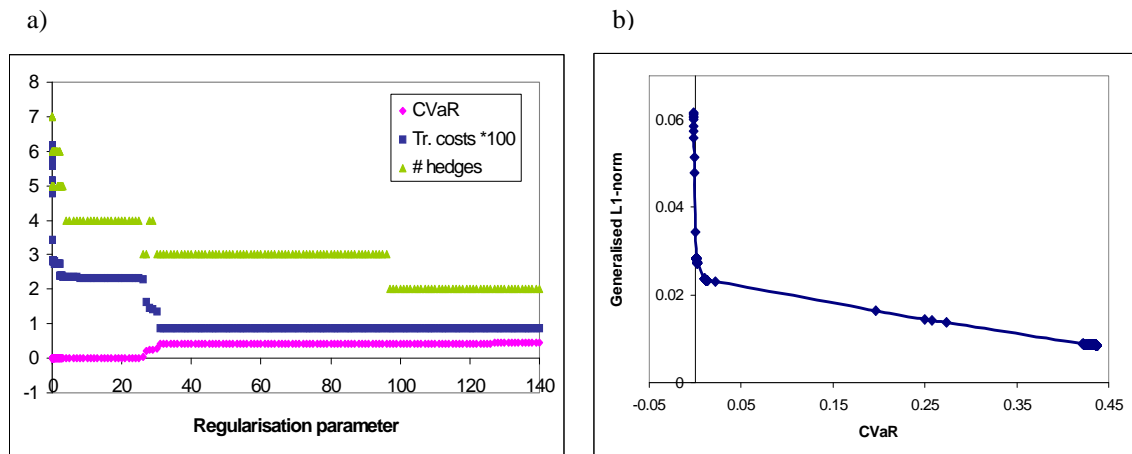 a)
8
7
6
5
4
3
2
1
0
-1
0 20 40 60 80 100 120 140
Regularisation parameter
CVaR
Tr. costs *100
# hedges
b)
Generalised L1-norm
0.06
0.04
0.02
0
-0.05 0.05 0.15 0.25 0.35 0.45
CVaR